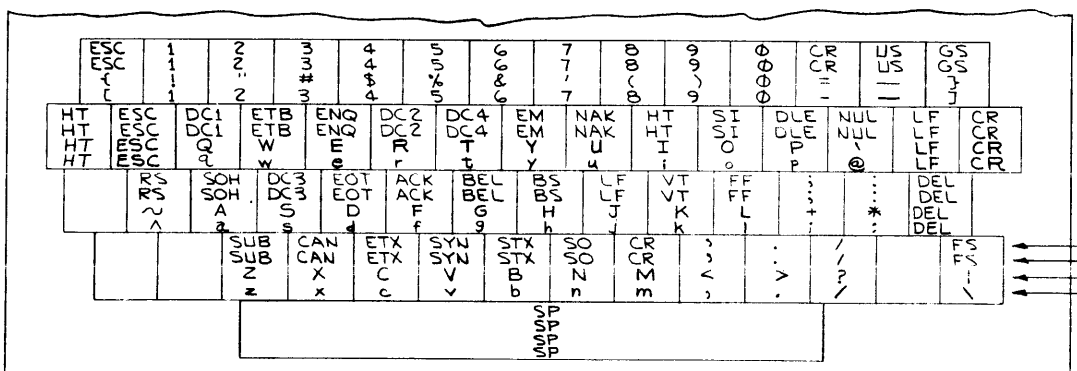 ESC 1 2 3 4 5 6 7 8 9 0 CR US GS
ESC 1 2 3 4 5 6 7 8 9 0 CR US GS
{ ! " # $ % & ' ( ) 0 = — }
[ 1 2 3 4 5 6 7 8 9 0 - — ]
HT ESC DC1 ETB ENQ DC2 DC4 EM NAK HT SI DLE NUL LF CR
HT ESC DC1 ETB ENQ DC2 DC4 EM NAK HT SI DLE NUL LF CR
HT ESC Q W E R T Y U I O P ` LF CR
HT ESC q w e r t y u i o p @ LF CR
RS SOH DC3 EOT ACK BEL BS LF VT FF ; : DEL
RS SOH DC3 EOT ACK BEL BS LF VT FF ; : DEL
~ A S D F G H J K L + * DEL
^ a s d f g h j k l ; : DEL
SUB CAN ETX SYN STX SO CR , . / FS
SUB CAN ETX SYN STX SO CR , . / FS
Z X C V B N M < > ? |
z x c v b n m , . / \
SP
SP
SP
SP